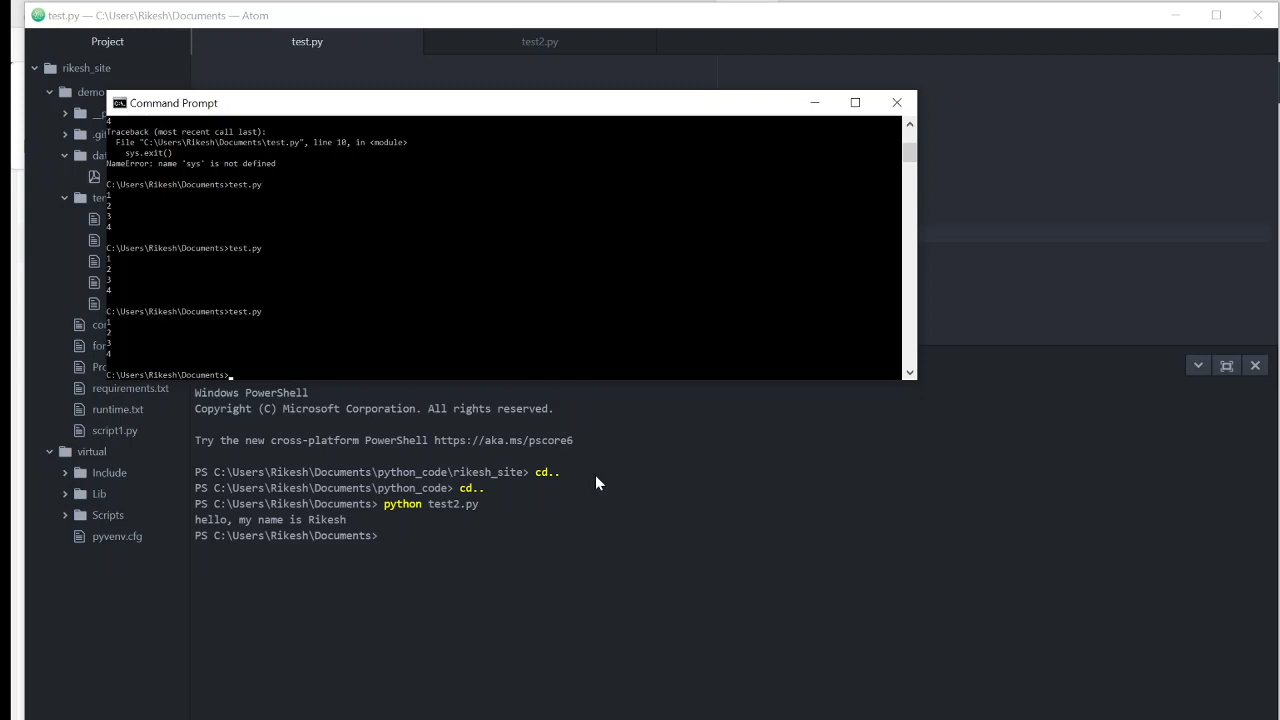 test.py — C:\Users\Rikesh\Documents — Atom
Project
test.py
test2.py
rikesh_site
demo
Command Prompt
4
Traceback (most recent call last):
File "C:\Users\Rikesh\Documents\test.py", line 10, in <module>
sys.exit()
NameError: name 'sys' is not defined
C:\Users\Rikesh\Documents>test.py
1
2
3
4
C:\Users\Rikesh\Documents>test.py
1
2
3
4
C:\Users\Rikesh\Documents>test.py
1
2
3
4
C:\Users\Rikesh\Documents>
__p
.gi
dat
ter
cor
for
Pro
requirements.txt
runtime.txt
script1.py
virtual
Include
Lib
Scripts
pyvenv.cfg
Windows PowerShell
Copyright (C) Microsoft Corporation. All rights reserved.
Try the new cross-platform PowerShell https://aka.ms/pscore6
PS C:\Users\Rikesh\Documents\python_code\rikesh_site> cd..
PS C:\Users\Rikesh\Documents\python_code> cd..
PS C:\Users\Rikesh\Documents> python test2.py
hello, my name is Rikesh
PS C:\Users\Rikesh\Documents>